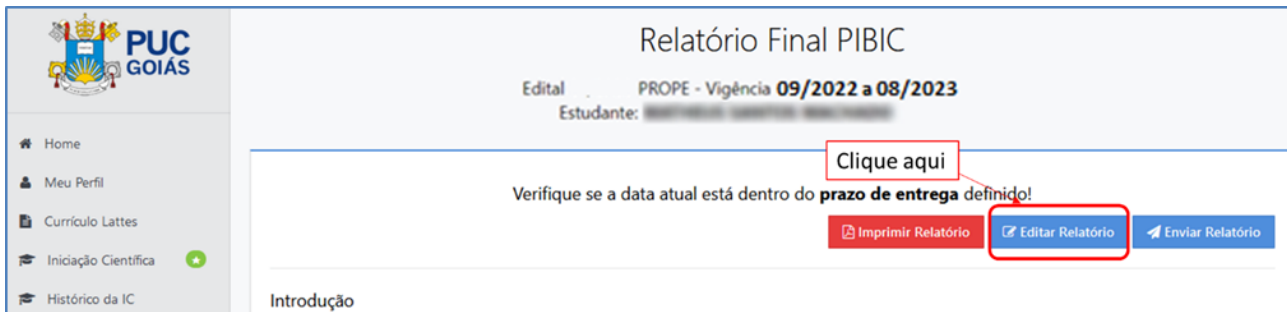 PUC
GOIÁS
Home
Meu Perfil
Currículo Lattes
Iniciação Científica
Histórico da IC
Relatório Final PIBIC
Edital . PROPE - Vigência 09/2022 a 08/2023
Estudante:
Clique aqui
Verifique se a data atual está dentro do prazo de entrega definido!
Imprimir Relatório Editar Relatório Enviar Relatório
Introdução